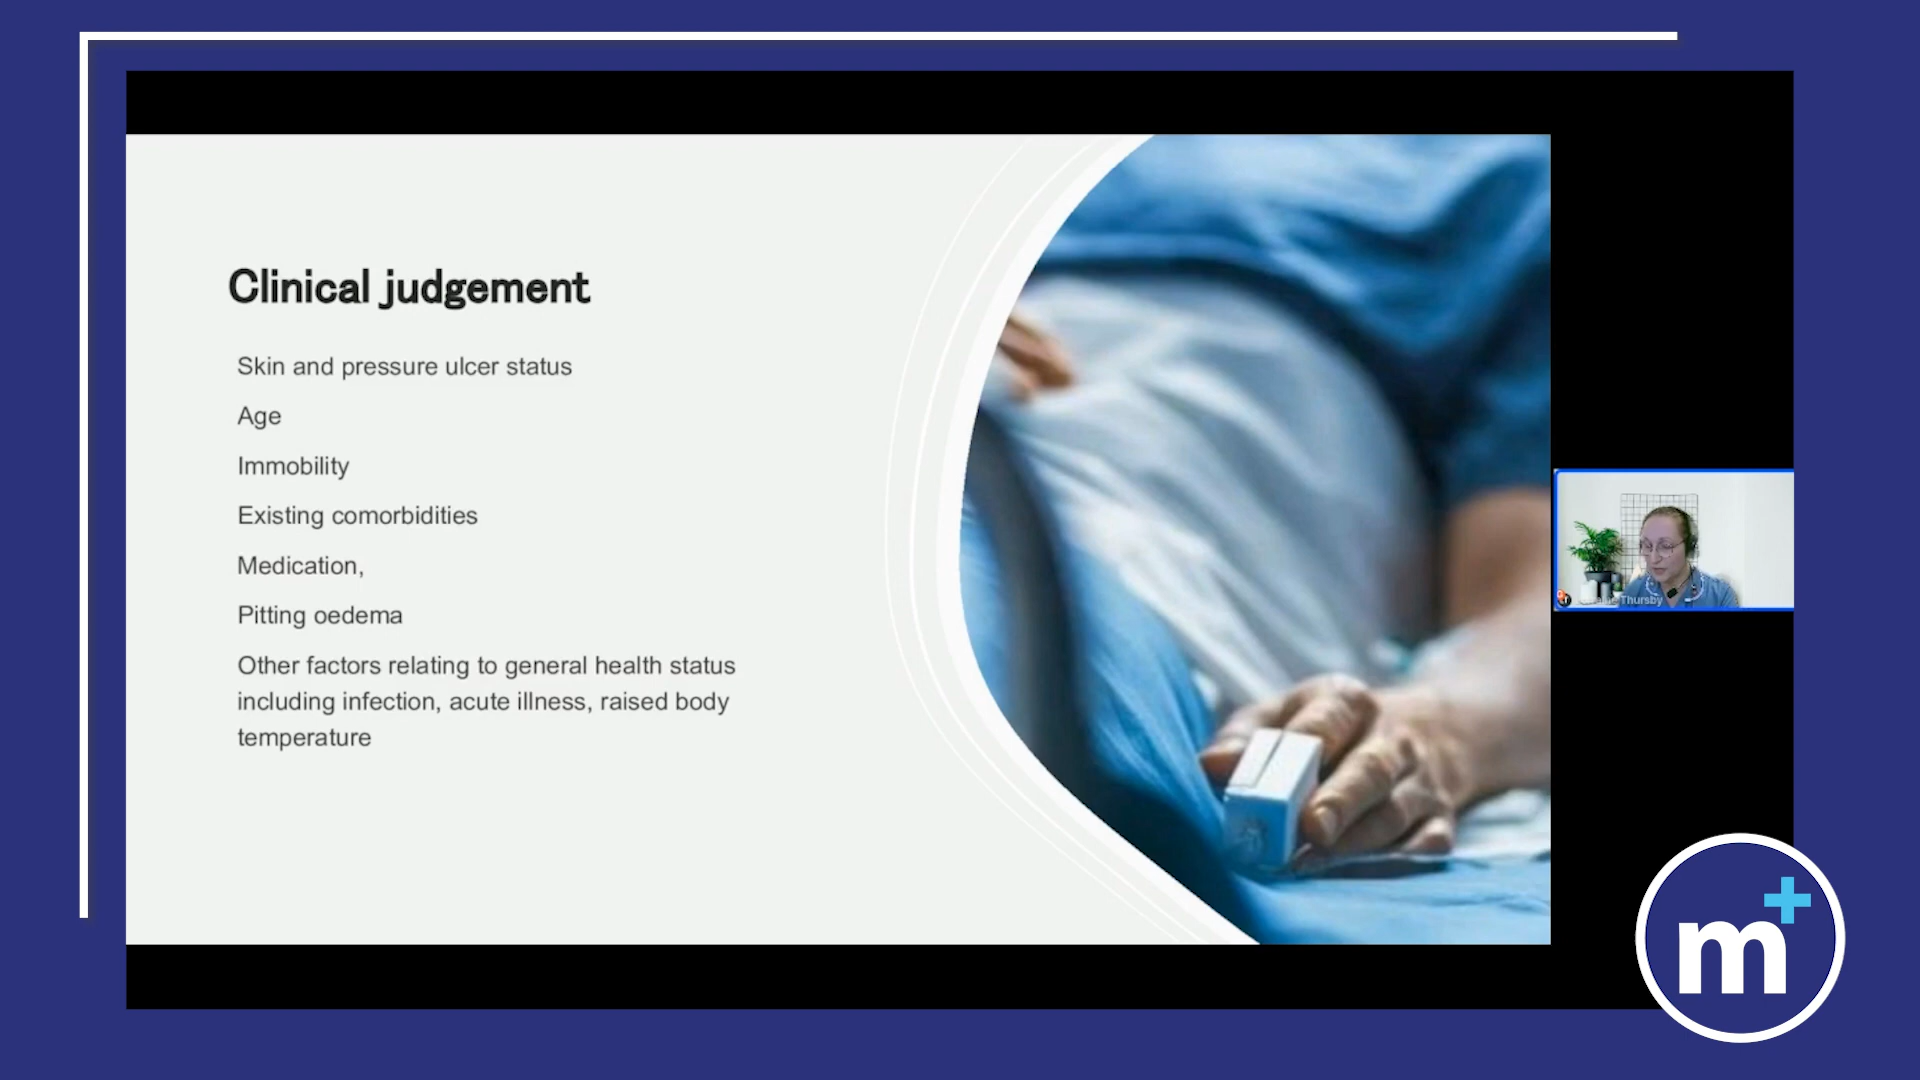 Clinical judgement
Skin and pressure ulcer status
Age
Immobility
Existing comorbidities
Medication,
Pitting oedema
Other factors relating to general health status
including infection, acute illness, raised body
temperature
Thursby
m+